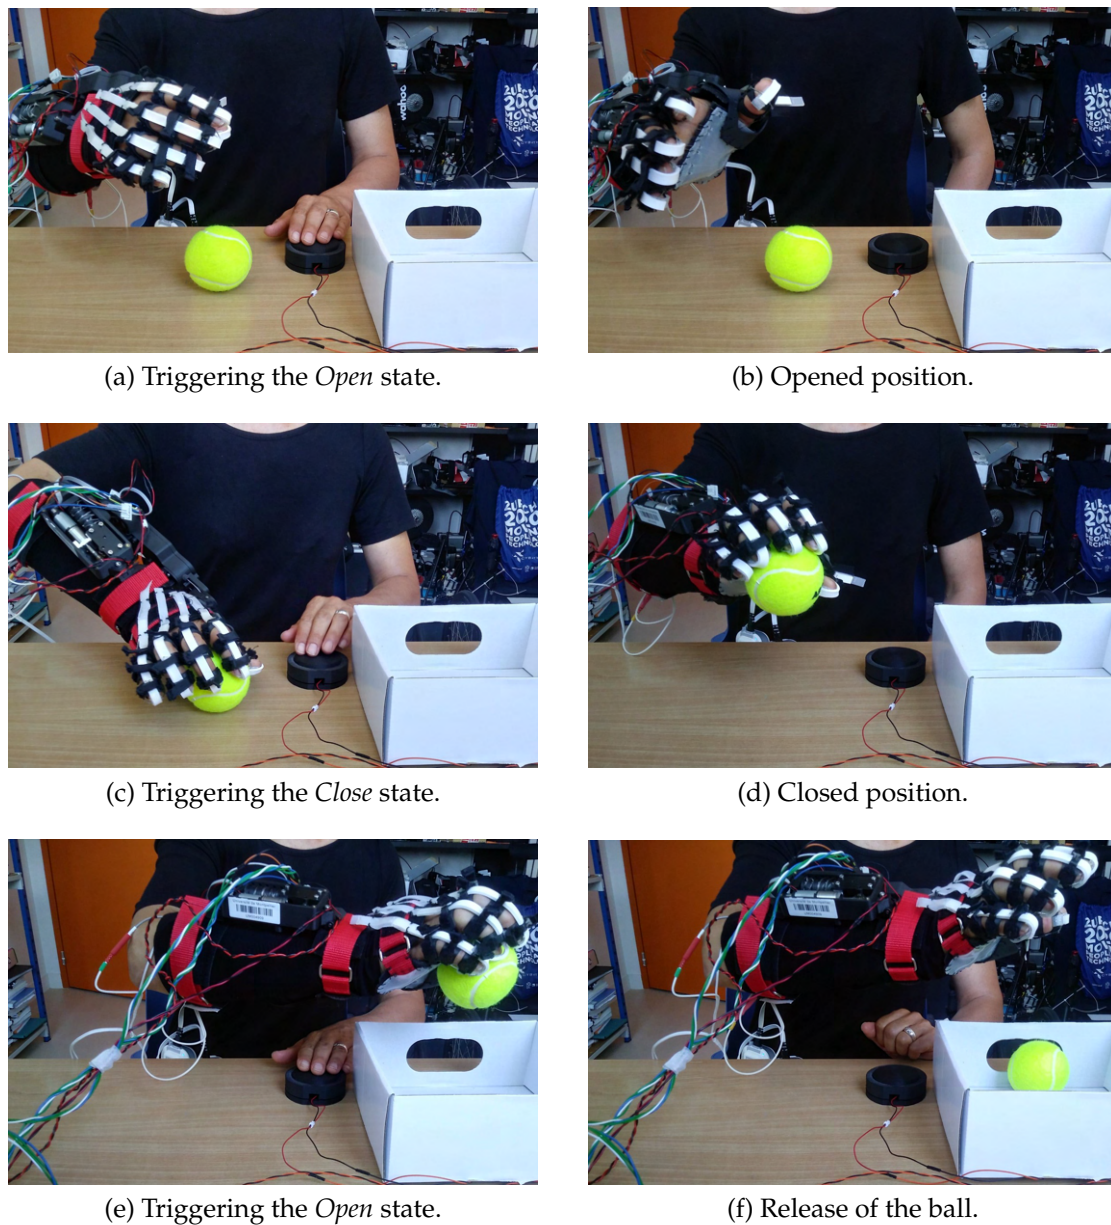 wahoo
(a) Triggering the Open state.
(b) Opened position.
(c) Triggering the Close state.
(d) Closed position.
(e) Triggering the Open state.
(f) Release of the ball.